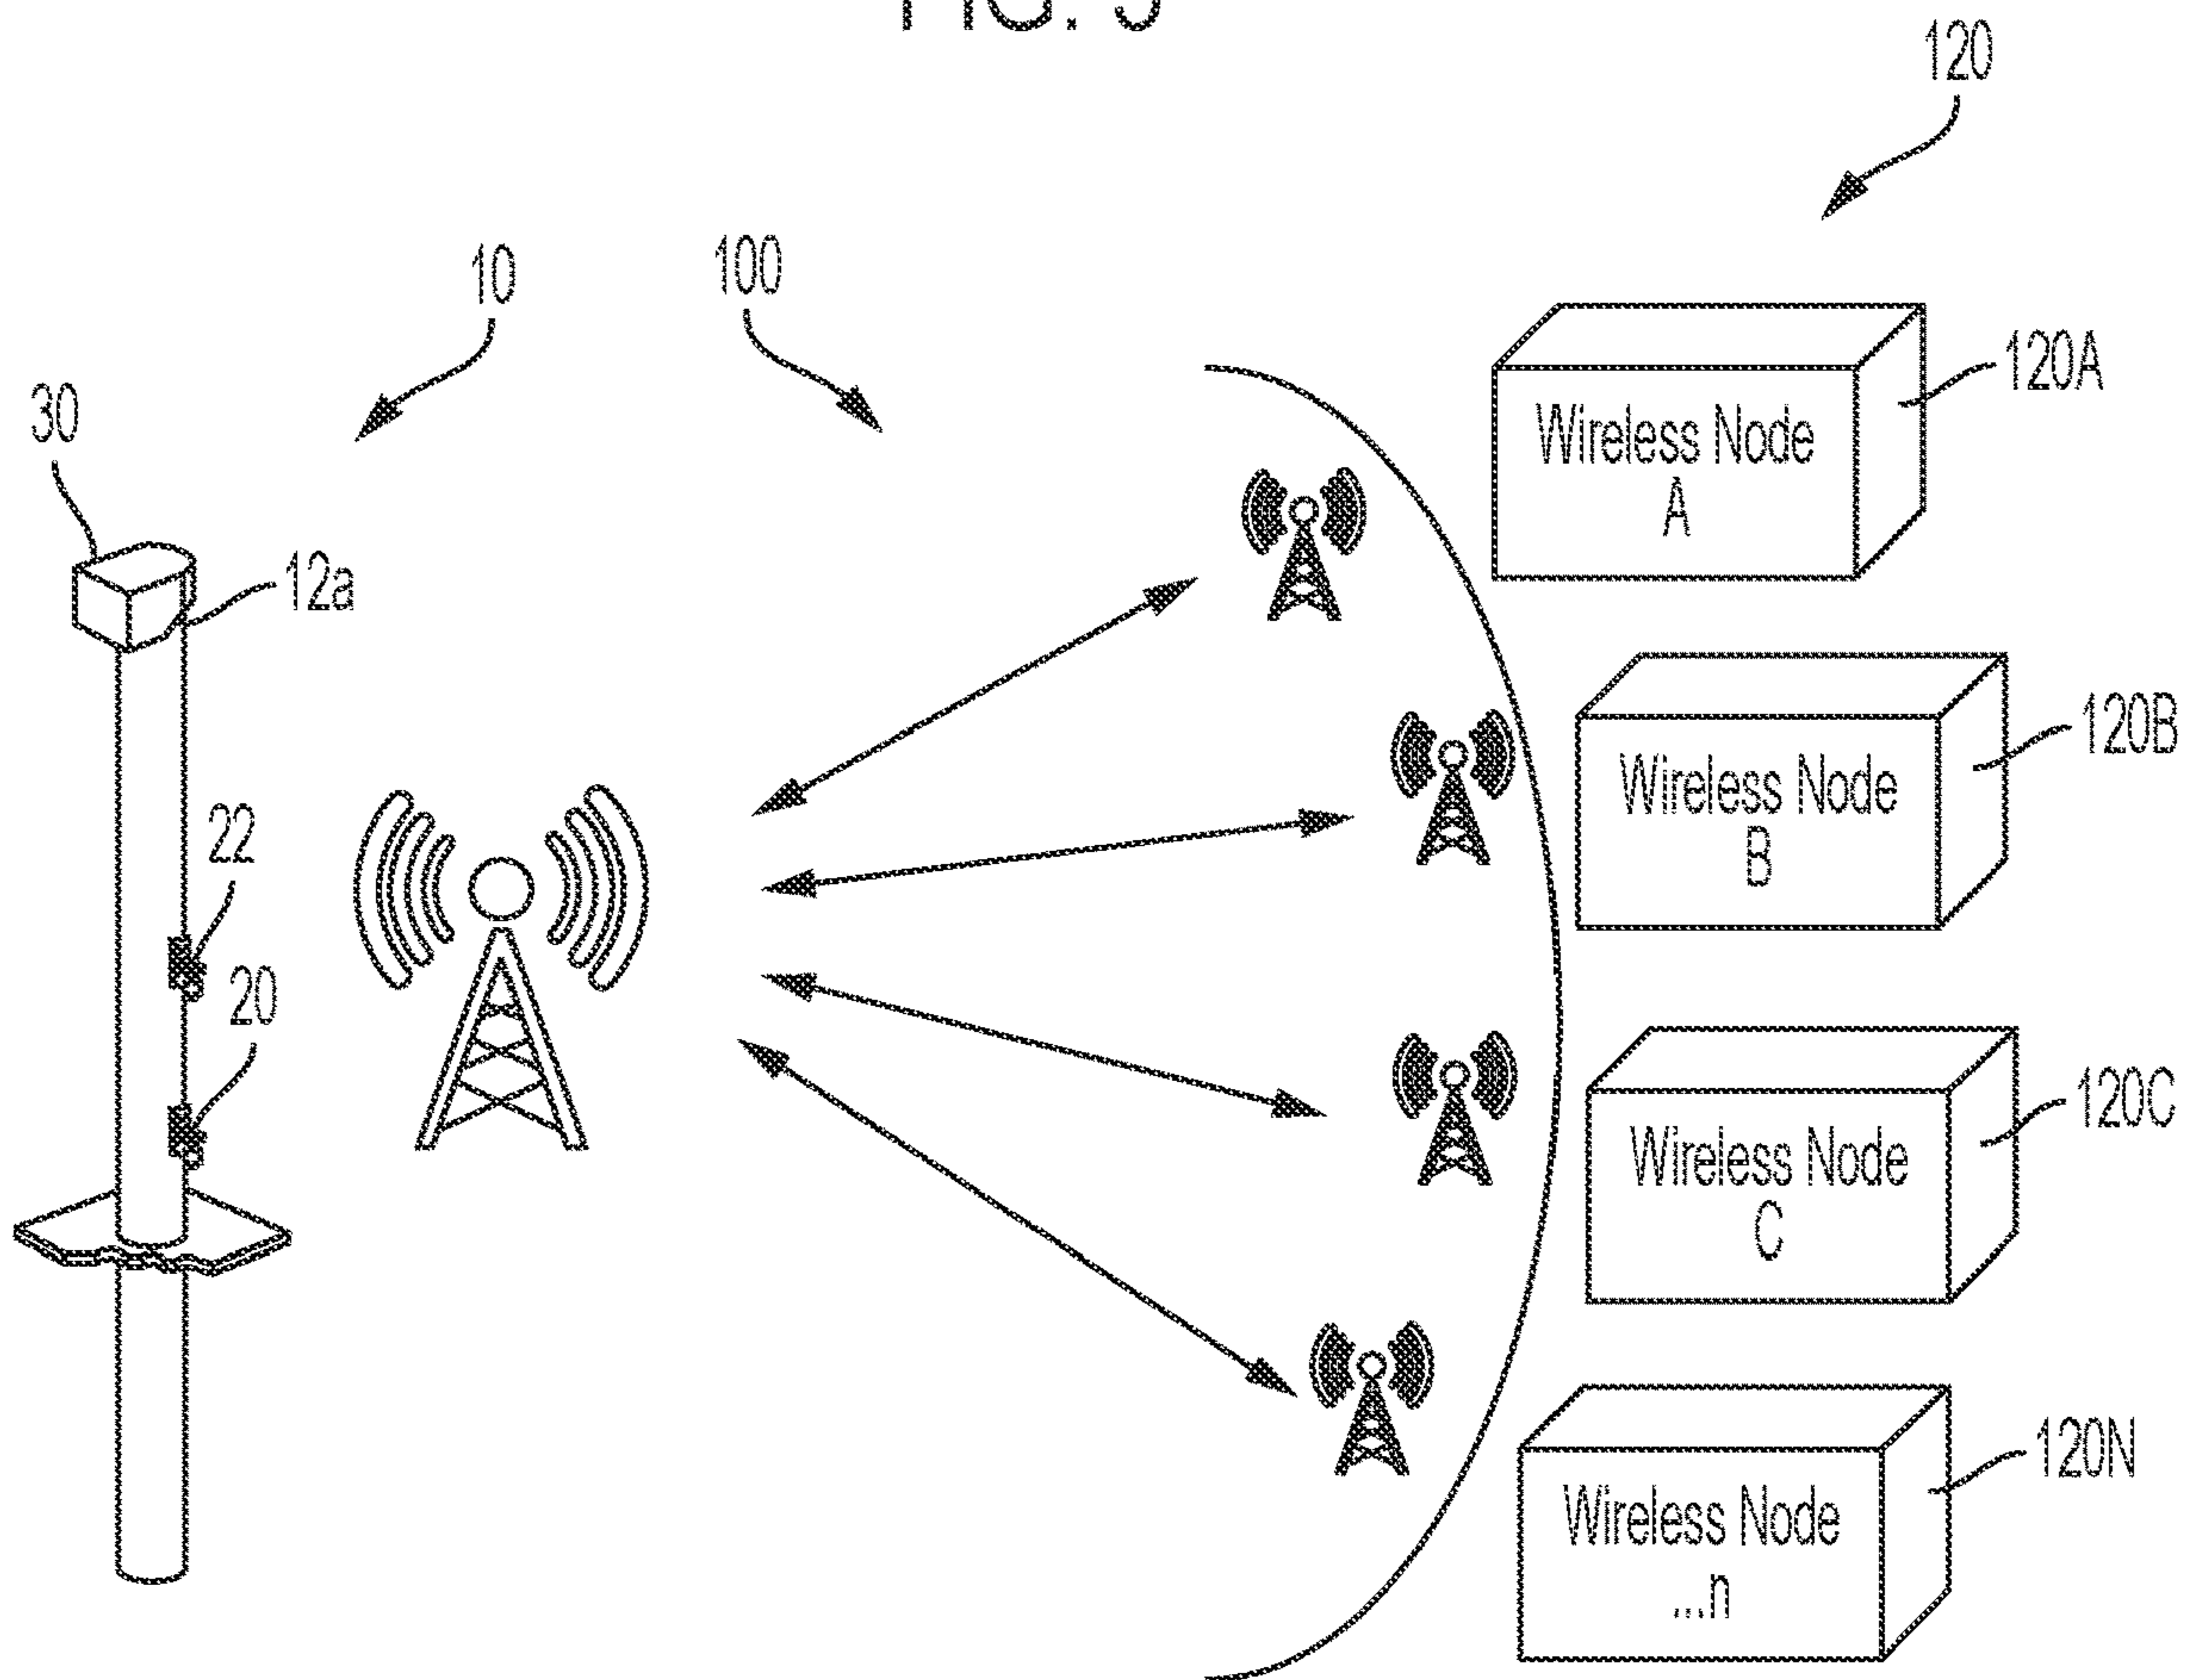 120
10
100
30
12a
22
20
120A
Wireless Node
A
120B
Wireless Node
B
120C
Wireless Node
C
120N
Wireless Node
...n